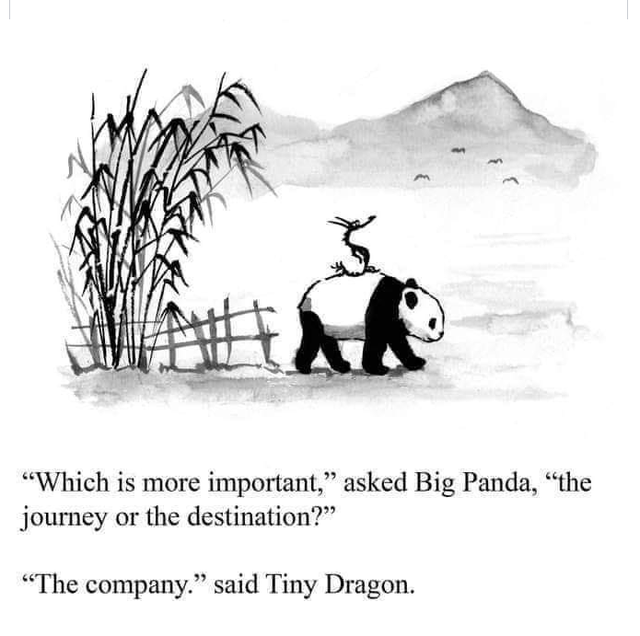 “Which is more important,” asked Big Panda, “the
journey or the destination?”
“The company.” said Tiny Dragon.